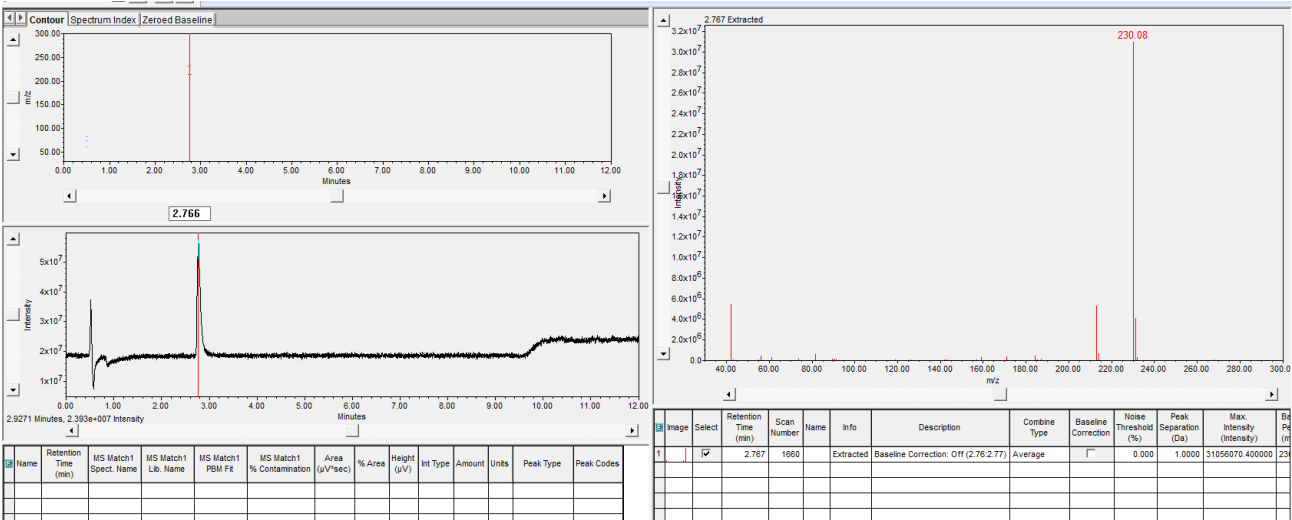 Contour Spectrum Index Zeroed Baseline
300.00
250.00
200.00
150.00
100.00
50.00
m/z
0.00 1.00 2.00 3.00 4.00 5.00 6.00 7.00 8.00 9.00 10.00 11.00 12.00
Minutes
2.766
5x10⁷
4x10⁷
3x10⁷
2x10⁷
1x10⁷
Intensity
0.00 1.00 2.00 3.00 4.00 5.00 6.00 7.00 8.00 9.00 10.00 11.00 12.00
Minutes
2.9271 Minutes, 2.393e+007 Intensity
Name Retention Time (min) MS Match1 Spect. Name MS Match1 Lib. Name MS Match1 PBM Fit MS Match1 % Contamination Area (µV*sec) % Area Height (µV) Int Type Amount Units Peak Type Peak Codes
2.767 Extracted
230.08
3.2x10⁷
3.0x10⁷
2.8x10⁷
2.6x10⁷
2.4x10⁷
2.2x10⁷
2.0x10⁷
1.8x10⁷
1.6x10⁷
1.4x10⁷
1.2x10⁷
1.0x10⁷
8.0x10⁶
6.0x10⁶
4.0x10⁶
2.0x10⁶
0.0
Intensity
40.00 60.00 80.00 100.00 120.00 140.00 160.00 180.00 200.00 220.00 240.00 260.00 280.00 300.0
m/z
Image Select Retention Time (min) Scan Number Name Info Description Combine Type Baseline Correction Noise Threshold (%) Peak Separation (Da) Max. Intensity (Intensity)
1 2.767 1660 Extracted Baseline Correction: Off (2.76:2.77) Average 0.000 1.0000 31056070.400000